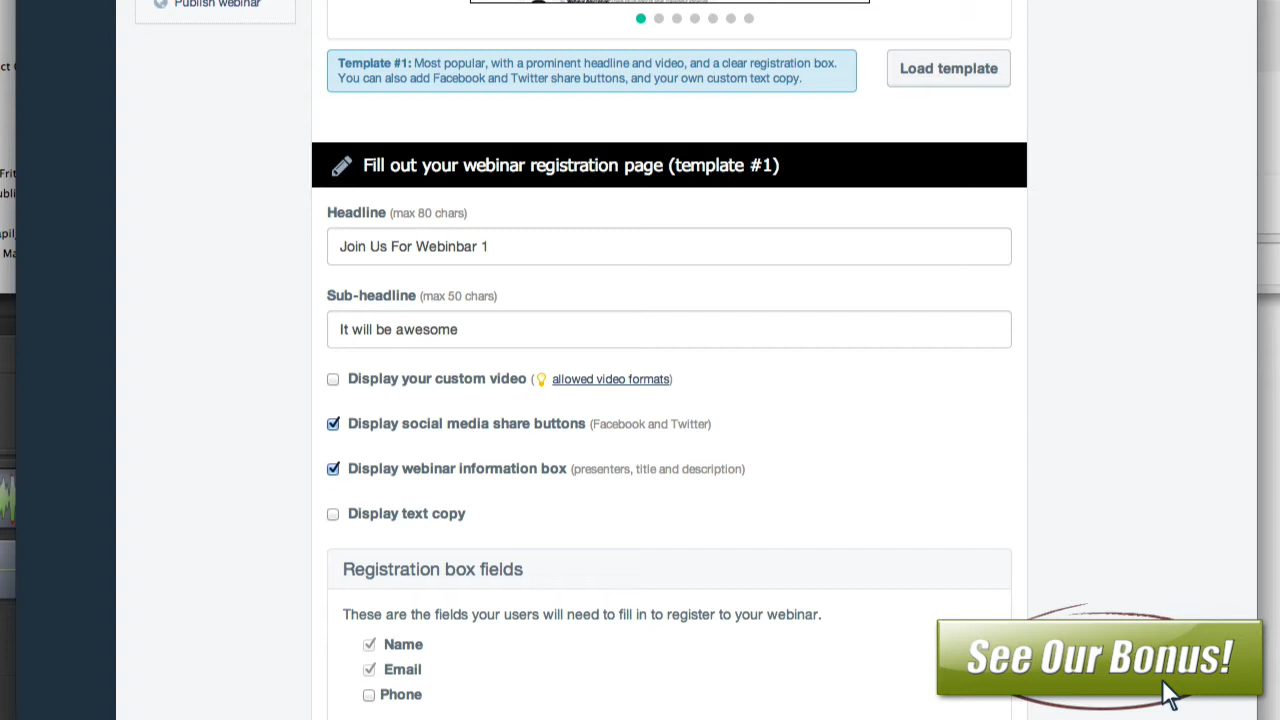 Publish webinar
Template #1: Most popular, with a prominent headline and video, and a clear registration box.
You can also add Facebook and Twitter share buttons, and your own custom text copy.
Load template
Fill out your webinar registration page (template #1)
Headline (max 80 chars)
Join Us For Webinbar 1
Sub-headline (max 50 chars)
It will be awesome
Display your custom video (allowed video formats)
Display social media share buttons (Facebook and Twitter)
Display webinar information box (presenters, title and description)
Display text copy
Registration box fields
These are the fields your users will need to fill in to register to your webinar.
Name
Email
Phone
See Our Bonus!